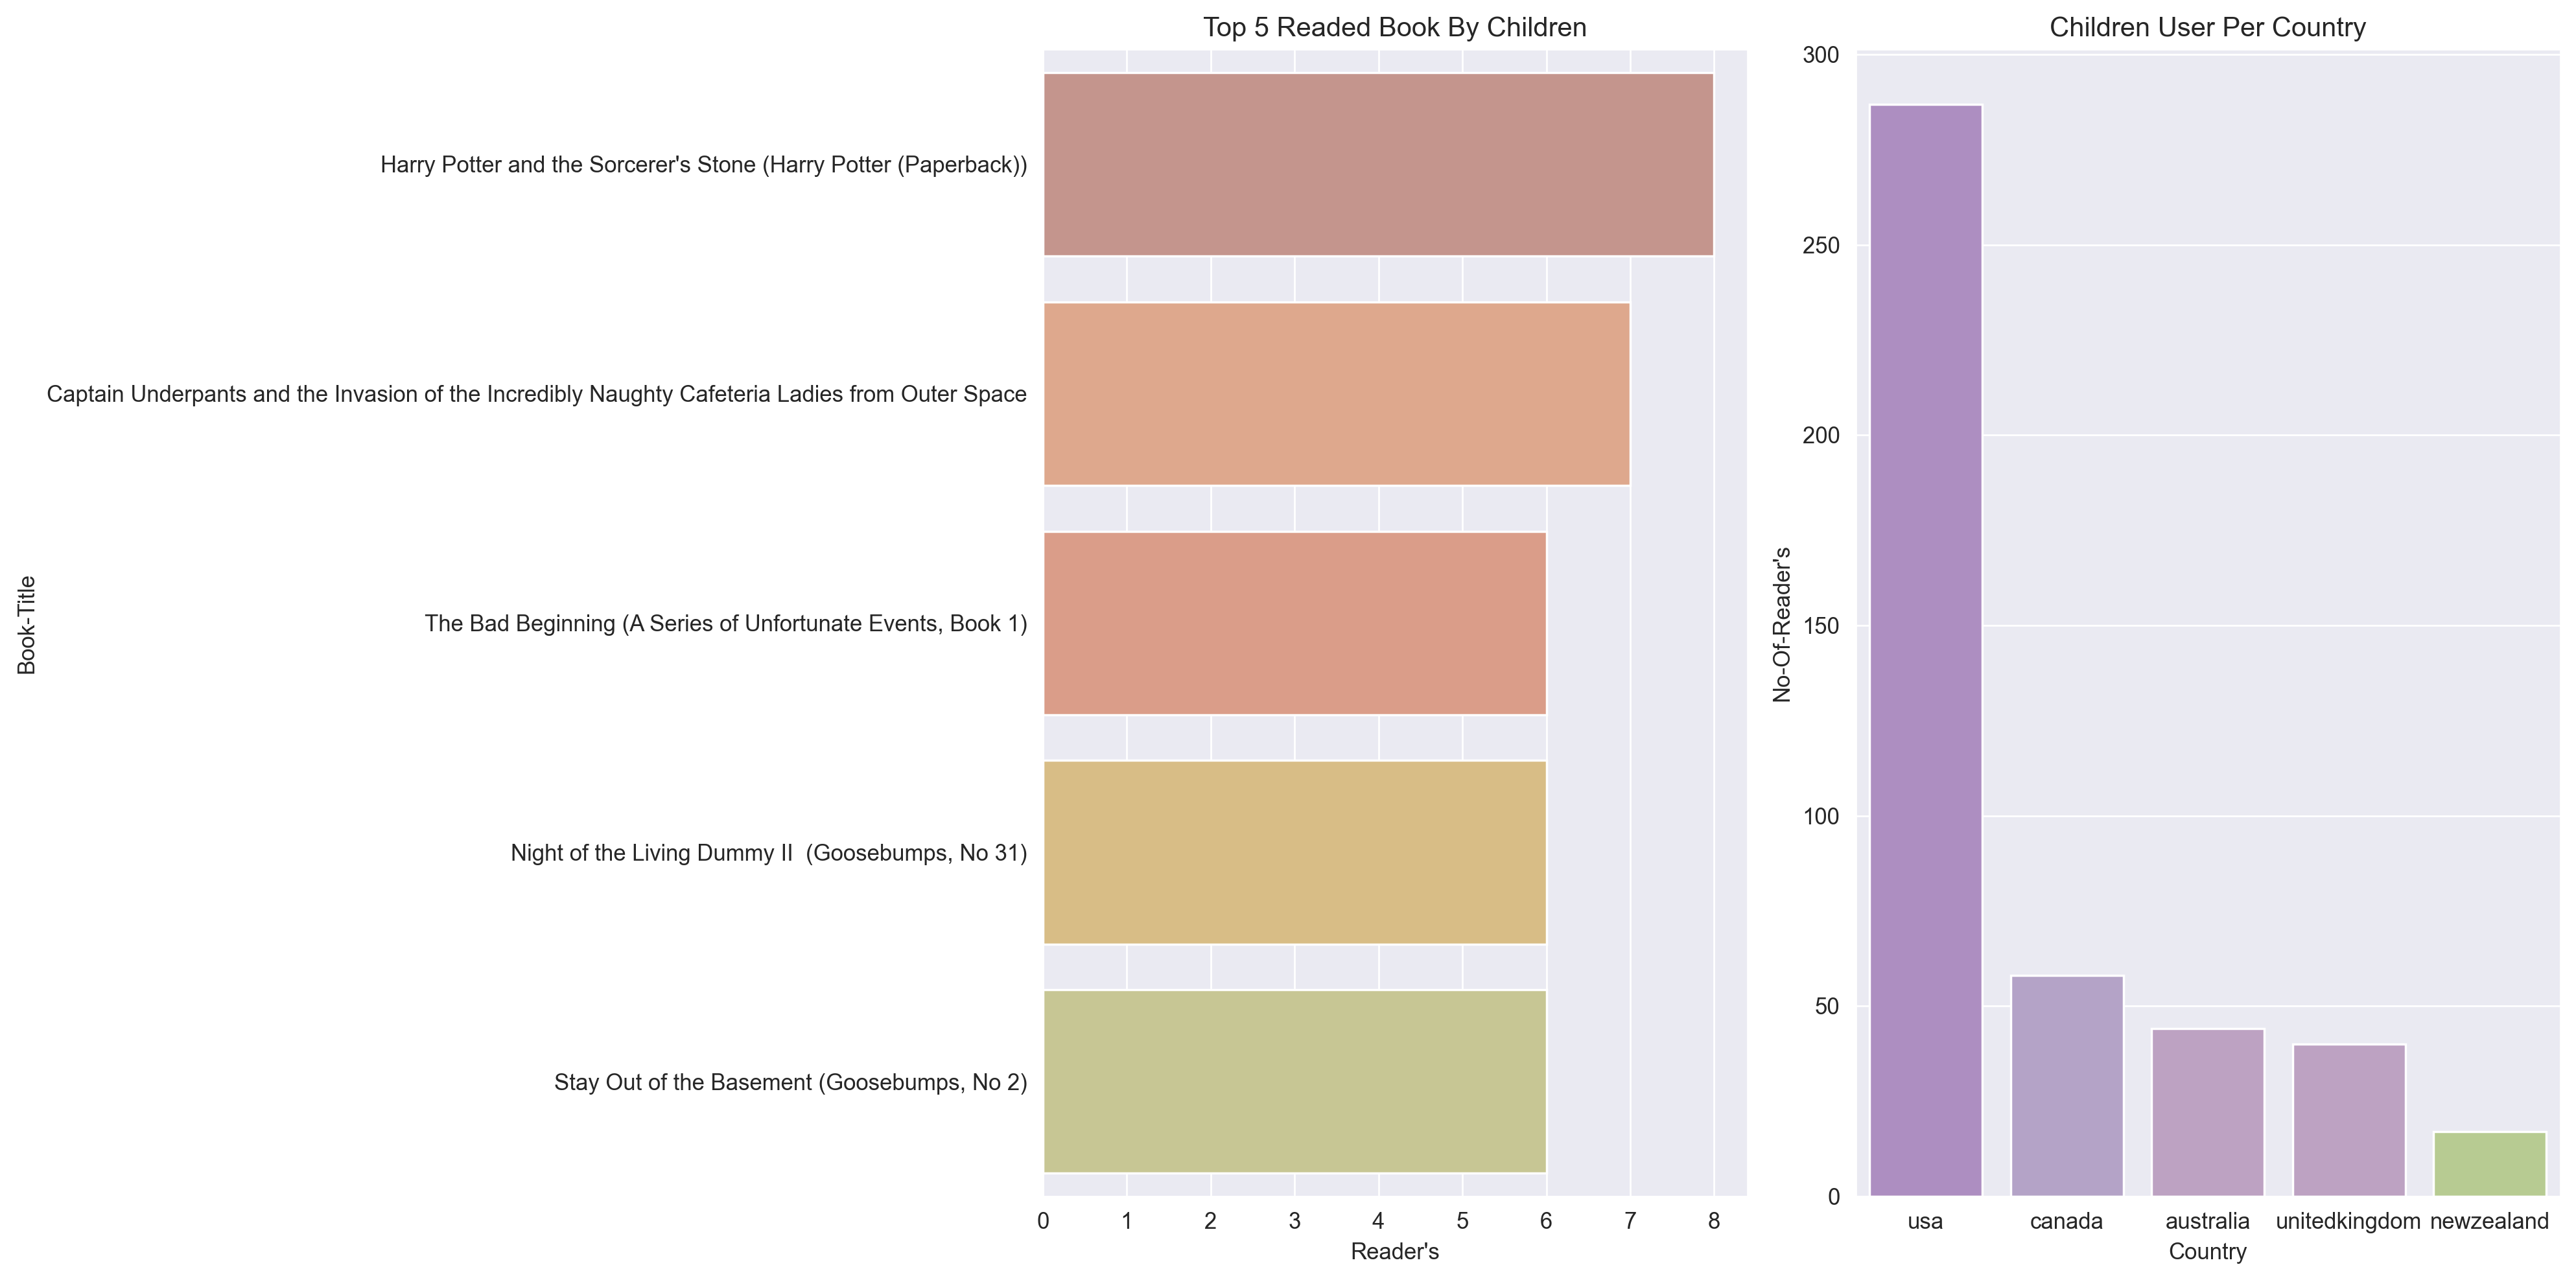 Top 5 Readed Book By Children
Book-Title
Harry Potter and the Sorcerer's Stone (Harry Potter (Paperback))
Captain Underpants and the Invasion of the Incredibly Naughty Cafeteria Ladies from Outer Space
The Bad Beginning (A Series of Unfortunate Events, Book 1)
Night of the Living Dummy II  (Goosebumps, No 31)
Stay Out of the Basement (Goosebumps, No 2)
0 1 2 3 4 5 6 7 8
Reader's
Children User Per Country
No-Of-Reader's
300
250
200
150
100
50
0
usa canada australia unitedkingdom newzealand
Country